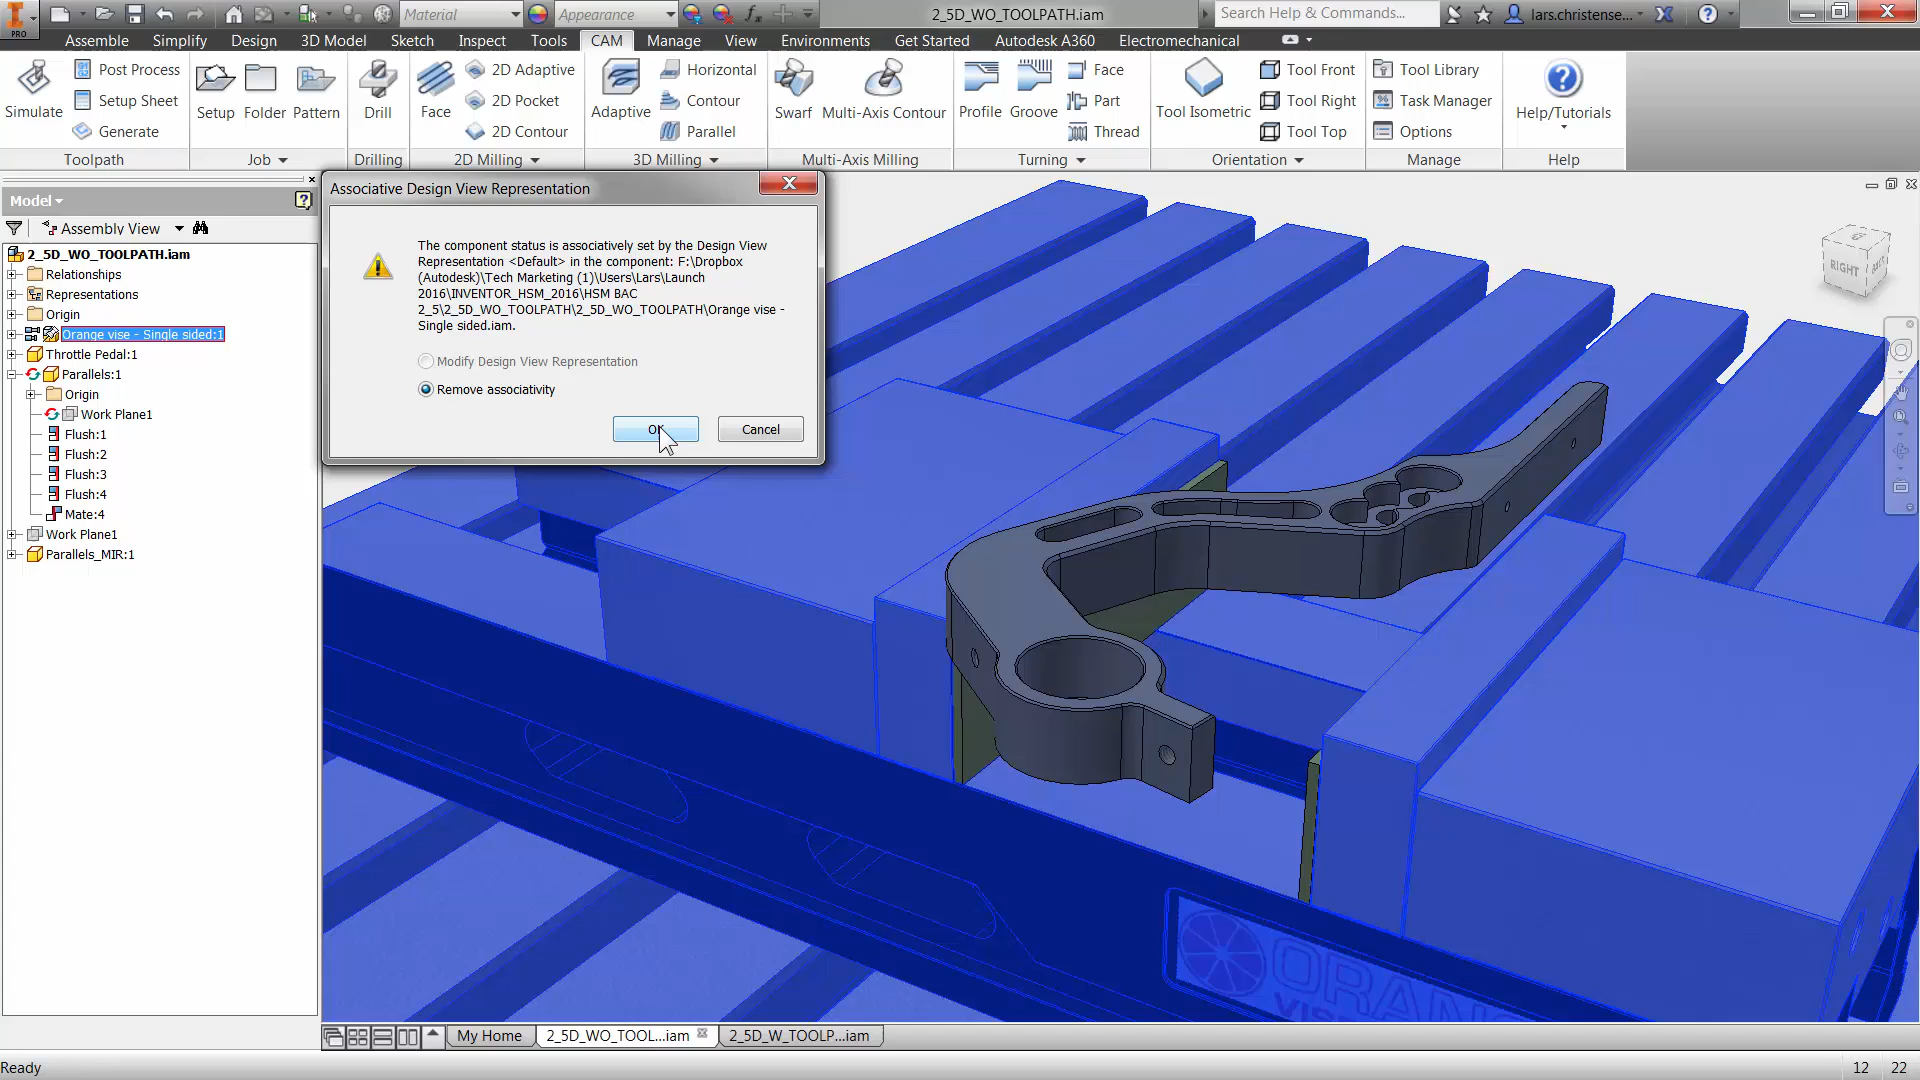 PRO
Material
Appearance
2_5D_WO_TOOLPATH.iam
Search Help & Commands...
lars.christense...
Assemble
Simplify
Design
3D Model
Sketch
Inspect
Tools
CAM
Manage
View
Environments
Get Started
Autodesk A360
Electromechanical
Simulate
Post Process
Setup Sheet
Generate
Toolpath
Setup
Folder
Pattern
Job
Drill
Drilling
Face
2D Adaptive
2D Pocket
2D Contour
2D Milling
Adaptive
Horizontal
Contour
Parallel
3D Milling
Swarf
Multi-Axis Contour
Multi-Axis Milling
Profile
Groove
Face
Part
Thread
Turning
Tool Isometric
Tool Front
Tool Right
Tool Top
Orientation
Tool Library
Task Manager
Options
Manage
Help/Tutorials
Help
Model
Assembly View
2_5D_WO_TOOLPATH.iam
Relationships
Representations
Origin
Orange vise - Single sided:1
Throttle Pedal:1
Parallels:1
Origin
Work Plane1
Flush:1
Flush:2
Flush:3
Flush:4
Mate:4
Work Plane1
Parallels_MIR:1
Associative Design View Representation
The component status is associatively set by the Design View
Representation <Default> in the component: F:\Dropbox
(Autodesk)\Tech Marketing (1)\Users\Lars\Launch
2016\INVENTOR_HSM_2016\HSM BAC
2_5\2_5D_WO_TOOLPATH\2_5D_WO_TOOLPATH\Orange vise -
Single sided.iam.
Modify Design View Representation
Remove associativity
OK
Cancel
RIGHT
ORANG
My Home
2_5D_WO_TOOL...iam
2_5D_W_TOOLP...iam
Ready
12
22